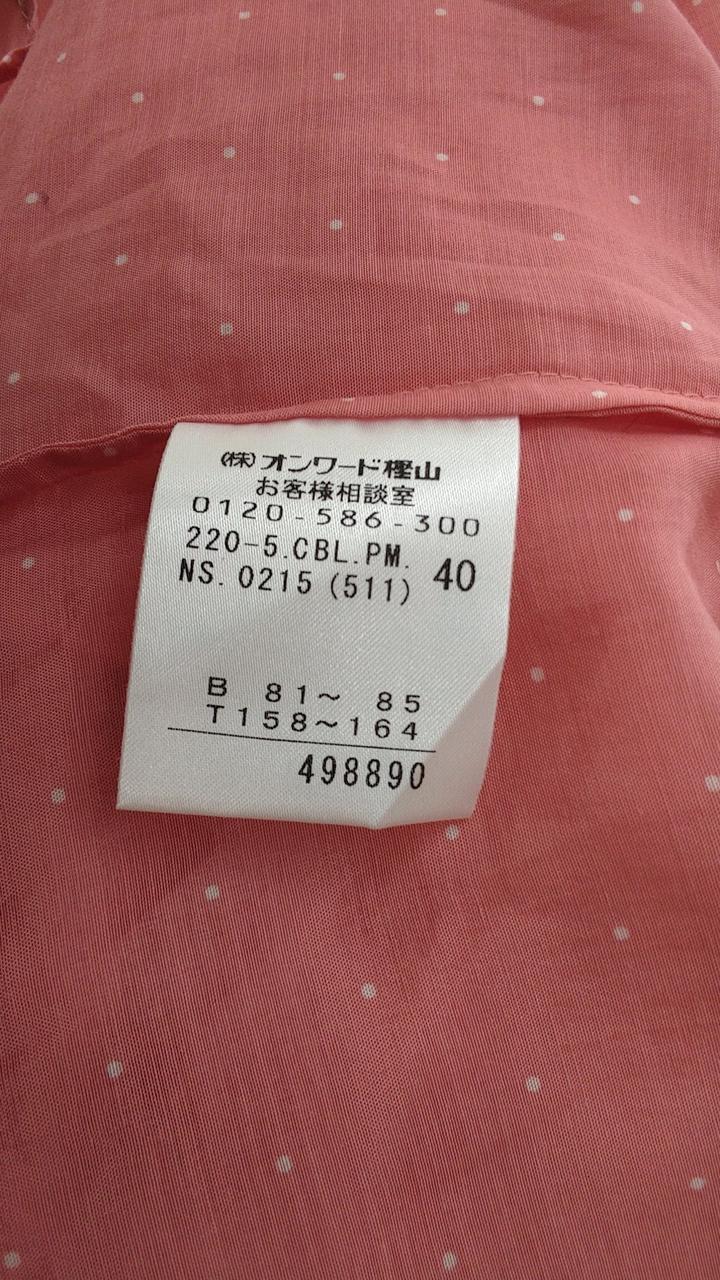 (株)オンワード樫山
お客様相談室
0120-586-300
220-5.CBL.PM. 40
NS. 0215 (511)
B 81~ 85
T158~164
498890